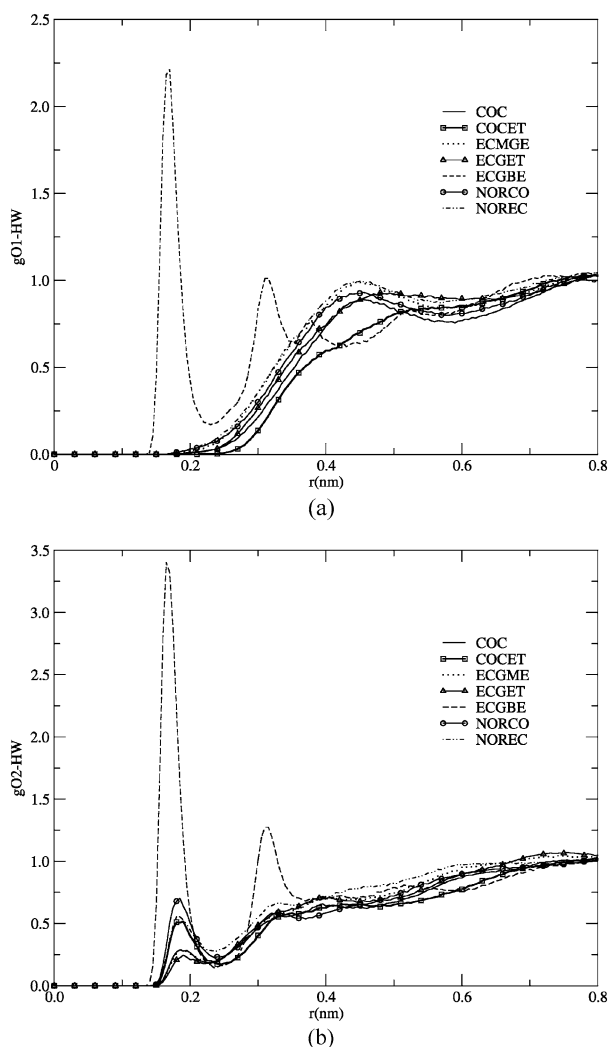 2.5
2.0
1.5
1.0
0.5
0.0
gO1-HW
COC
COCET
ECMGE
ECGET
ECGBE
NORCO
NOREC
0.0 0.2 0.4 0.6 0.8
r(nm)
(a)
3.5
3.0
2.5
2.0
1.5
1.0
0.5
0.0
gO2-HW
COC
COCET
ECGME
ECGET
ECGBE
NORCO
NOREC
0.0 0.2 0.4 0.6 0.8
r(nm)
(b)